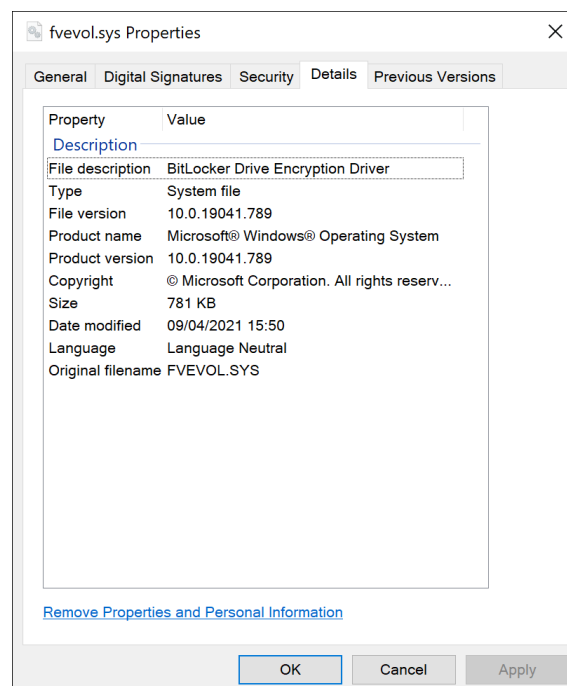 fvevol.sys Properties
General Digital Signatures Security Details Previous Versions
Property Value
Description
File description BitLocker Drive Encryption Driver
Type System file
File version 10.0.19041.789
Product name Microsoft® Windows® Operating System
Product version 10.0.19041.789
Copyright © Microsoft Corporation. All rights reserv...
Size 781 KB
Date modified 09/04/2021 15:50
Language Language Neutral
Original filename FVEVOL.SYS
Remove Properties and Personal Information
OK Cancel Apply